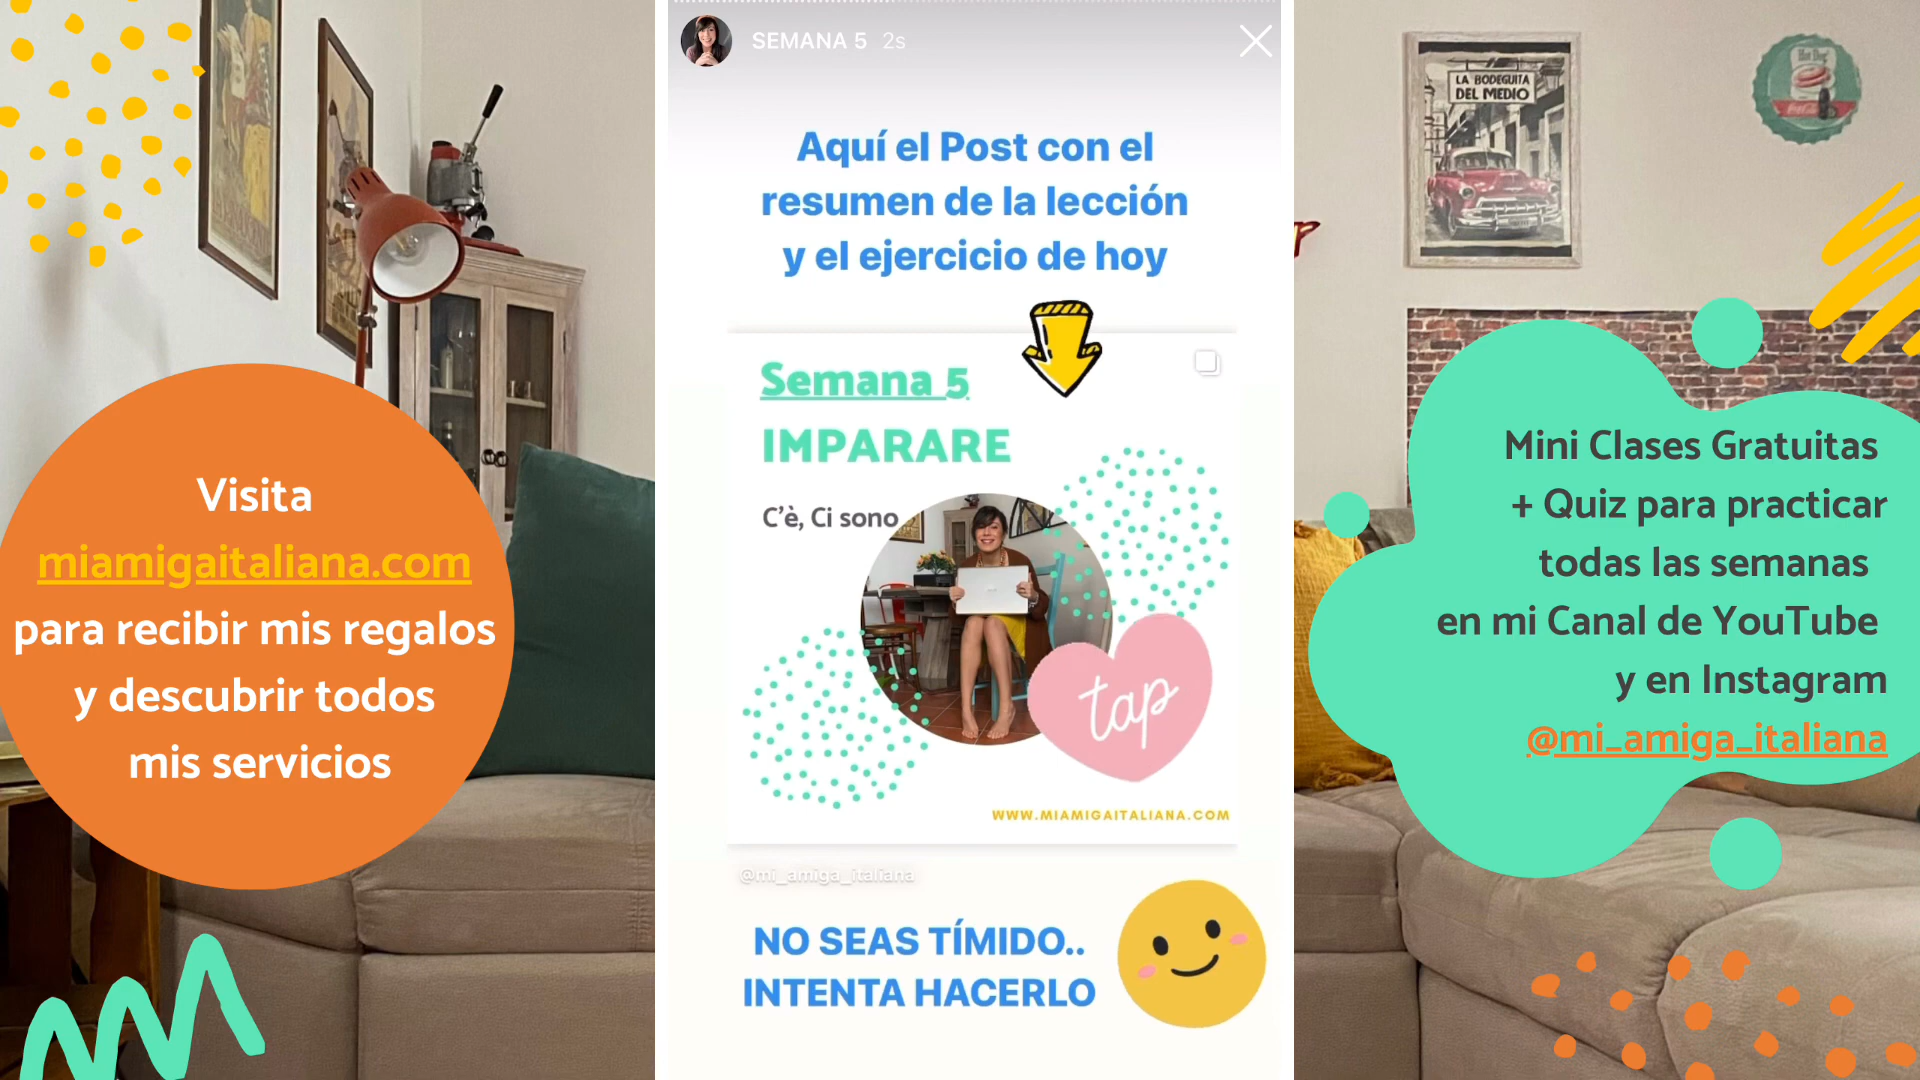 Visita
miamigaitaliana.com
para recibir mis regalos
y descubrir todos
mis servicios
SEMANA 5 2s
Aquí el Post con el
resumen de la lección
y el ejercicio de hoy
Semana 5
IMPARARE
C'è, Ci sono
tap
WWW.MIAMIGAITALIANA.COM
@mi_amiga_italiana
NO SEAS TÍMIDO..
INTENTA HACERLO
LA BODEGUITA
DEL MEDIO
Mini Clases Gratuitas
+ Quiz para practicar
todas las semanas
en mi Canal de YouTube
y en Instagram
@mi_amiga_italiana